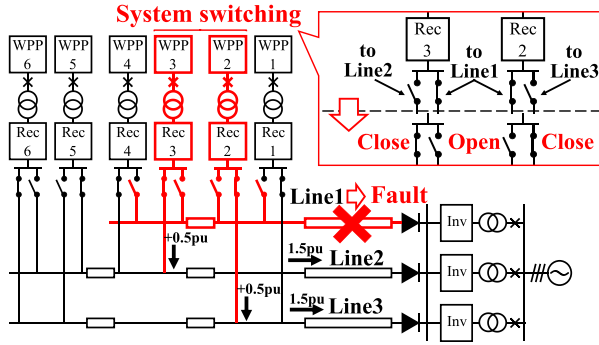 System switching
WPP
6
WPP
5
WPP
4
WPP
3
WPP
2
WPP
1
Rec
6
Rec
5
Rec
4
Rec
3
Rec
2
Rec
1
Rec
3
Rec
2
to
Line2
to
Line1
to
Line3
Close
Open
Close
Line1
Fault
+0.5pu
1.5pu
Line2
+0.5pu
1.5pu
Line3
Inv
Inv
Inv